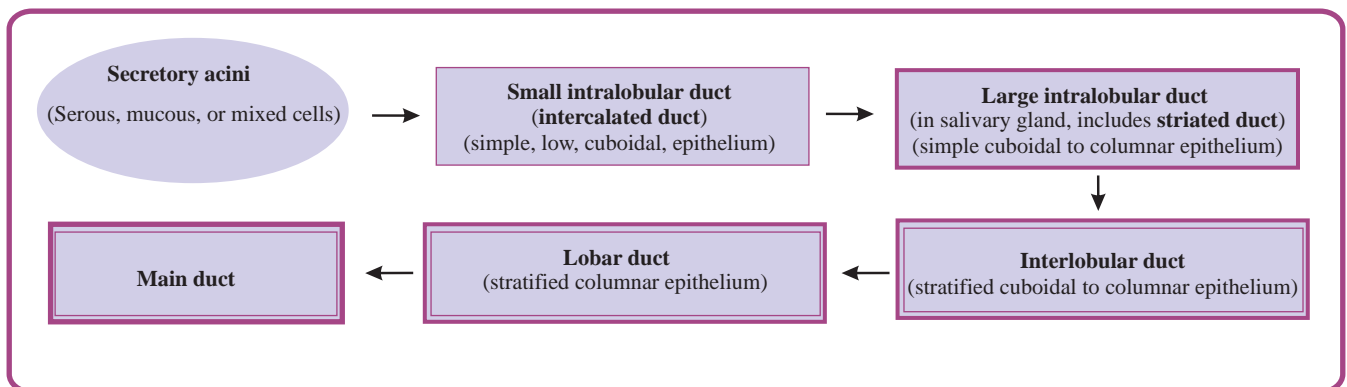 Secretory acini
(Serous, mucous, or mixed cells)
Small intralobular duct
(intercalated duct)
(simple, low, cuboidal, epithelium)
Large intralobular duct
(in salivary gland, includes striated duct)
(simple cuboidal to columnar epithelium)
Interlobular duct
(stratified cuboidal to columnar epithelium)
Lobar duct
(stratified columnar epithelium)
Main duct